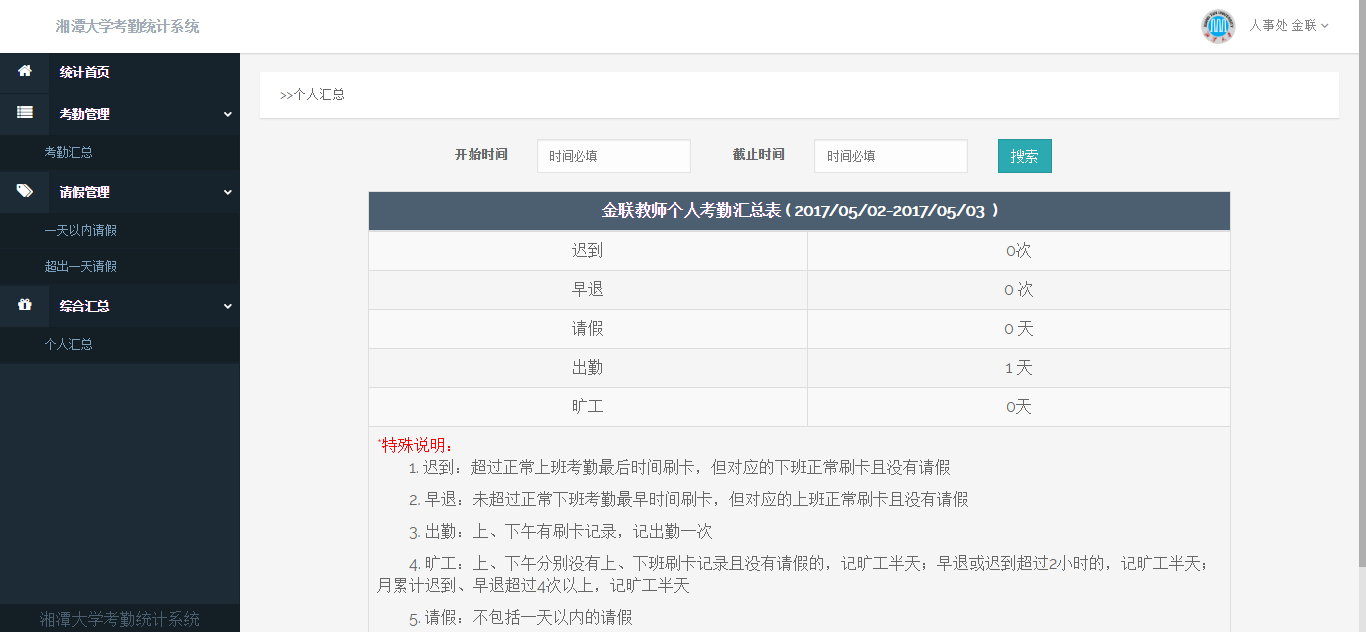 湘潭大学考勤统计系统
人事处 金联
统计首页
考勤管理
考勤汇总
请假管理
一天以内请假
超出一天请假
综合汇总
个人汇总
湘潭大学考勤统计系统
>>个人汇总
开始时间 时间必填 截止时间 时间必填 搜索
金联教师个人考勤汇总表 ( 2017/05/02-2017/05/03 )
迟到 0次
早退 0 次
请假 0 天
出勤 1 天
旷工 0天
*特殊说明：
1. 迟到：超过正常上班考勤最后时间刷卡，但对应的下班正常刷卡且没有请假
2. 早退：未超过正常下班考勤最早时间刷卡，但对应的上班正常刷卡且没有请假
3. 出勤：上、下午有刷卡记录，记出勤一次
4. 旷工：上、下午分别没有上、下班刷卡记录且没有请假的，记旷工半天；早退或迟到超过2小时的，记旷工半天；
月累计迟到、早退超过4次以上，记旷工半天
5. 请假：不包括一天以内的请假